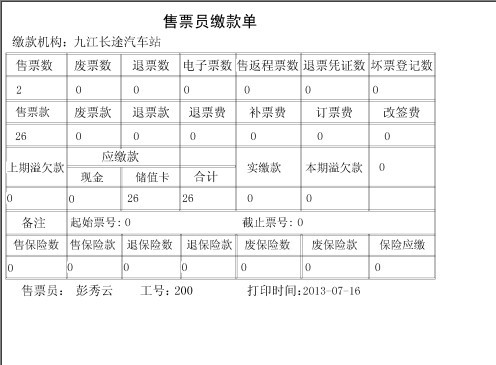 售票员缴款单
缴款机构：九江长途汽车站
售票数 废票数 退票数 电子票数 售返程票数 退票凭证数 坏票登记数
2 0 0 0 0 0 0
售票款 废票款 退票款 退票费 补票费 订票费 改签费
26 0 0 0 0 0 0
上期溢欠款 应缴款 实缴款 本期溢欠款 0
现金 储值卡 合计
0 0 26 26 0 0
备注 起始票号: 0 截止票号: 0
售保险数 售保险款 退保险数 退保险款 废保险数 废保险款 保险应缴
0 0 0 0 0 0 0
售票员： 彭秀云 工号: 200 打印时间: 2013-07-16